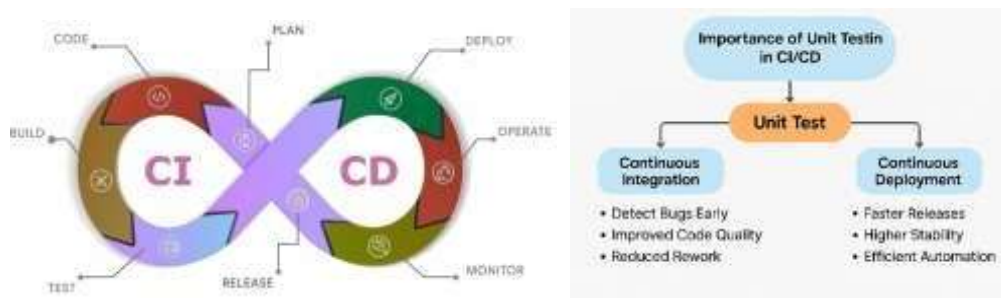 PLAN
CODE
DEPLOY
BUILD
OPERATE
CI
CD
TEST
RELEASE
MONITOR
Importance of Unit Testin
in CI/CD
Unit Test
Continuous
Integration
• Detect Bugs Early
• Improved Code Quality
• Reduced Rework
Continuous
Deployment
• Faster Releases
• Higher Stability
• Efficient Automation